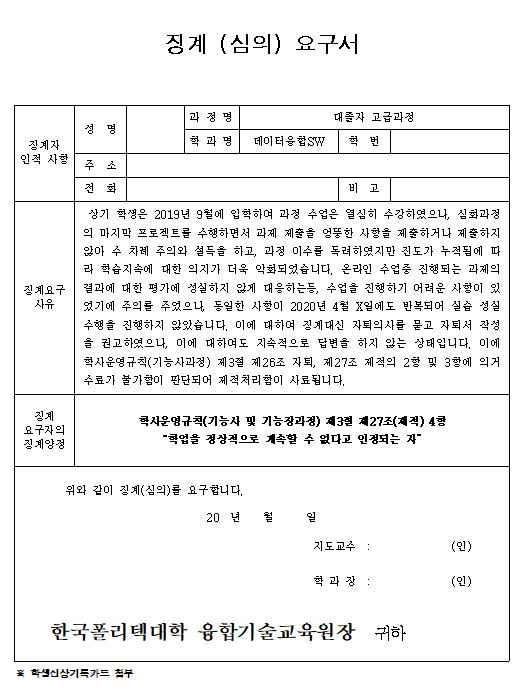 징계 (심의) 요구서
징계자
인적 사항
성 명
과 정 명
대졸자 고급과정
학 과 명
데이터융합SW
학 번
주 소
전 화
비 고
징계요구
사유
상기 학생은 2019년 9월에 입학하여 과정 수업은 열심히 수강하였으나, 심화과정
의 마지막 프로젝트를 수행하면서 과제 제출을 엉뚱한 사항을 제출하거나 제출하지
않아 수 차례 주의와 설득을 하고, 과정 이수를 독려하였지만 진도가 누적됨에 따
라 학습지속에 대한 의지가 더욱 악화되었습니다. 온라인 수업중 진행되는 과제의
결과에 대한 평가에 성실하지 않게 대응하는등, 수업을 진행하기 어려운 사항이 있
었기에 주의를 주었으나, 동일한 사항이 2020년 4월 X일에도 반복되어 실습 성실
수행을 진행하지 않았습니다. 이에 대하여 징계대신 자퇴의사를 묻고 자퇴서 작성
을 권고하였으나, 이에 대하여도 지속적으로 답변을 하지 않는 상태입니다. 이에
학사운영규칙(기능사과정) 제3절 제26조 자퇴, 제27조 제적의 2항 및 3항에 의거
수료가 불가함이 판단되어 제적처리함이 사료됩니다.
징계
요구자의
징계양정
학사운영규칙(기능사 및 기능장과정) 제3절 제27조(제적) 4항
"학업을 정상적으로 계속할 수 없다고 인정되는 자"
위와 같이 징계(심의)를 요구합니다.
20 년 월 일
지도교수 : (인)
학 과 장 : (인)
한국폴리텍대학 융합기술교육원장 귀하
※ 학생신상기록카드 첨부